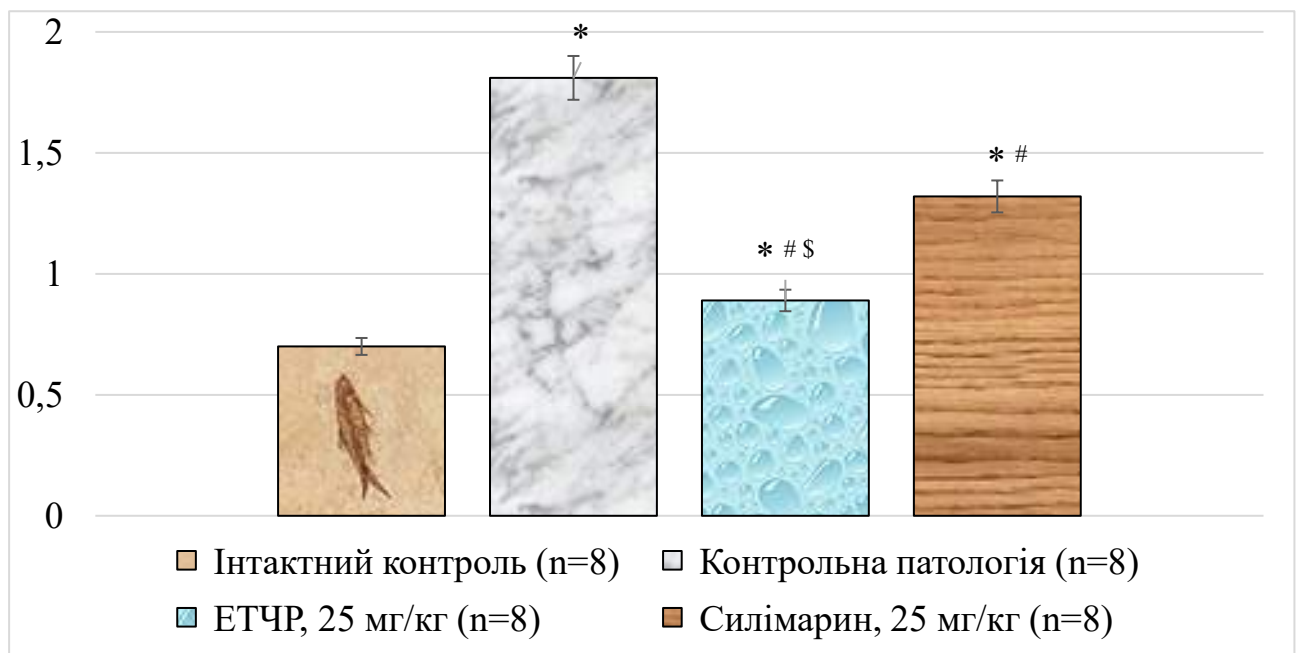 2
*
1,5
* #
* # $
1
0,5
0
Інтактний контроль (n=8) Контрольна патологія (n=8)
ЕТЧР, 25 мг/кг (n=8) Силімарин, 25 мг/кг (n=8)